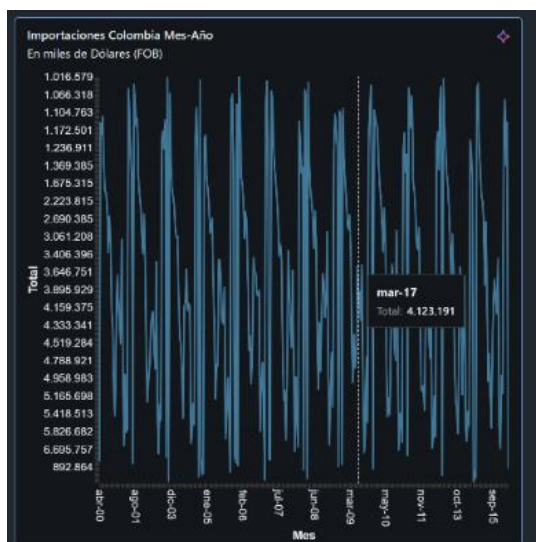 Importaciones Colombia Mes-Año
En miles de Dólares (FOB)
1.016.579
1.066.318
1.104.763
1.172.501
1.236.911
1.369.385
1.675.315
2.223.815
2.690.385
3.061.208
3.406.396
3.646.751
3.895.929
4.159.375
4.333.341
4.519.284
4.788.921
4.958.983
5.165.698
5.418.513
5.826.682
6.695.757
892.864
Total
mar-17
Total: 4.123.191
abr-00
ago-01
dic-03
ene-05
feb-06
jul-07
jun-08
mar-09
may-10
nov-11
oct-13
sep-15
Mes